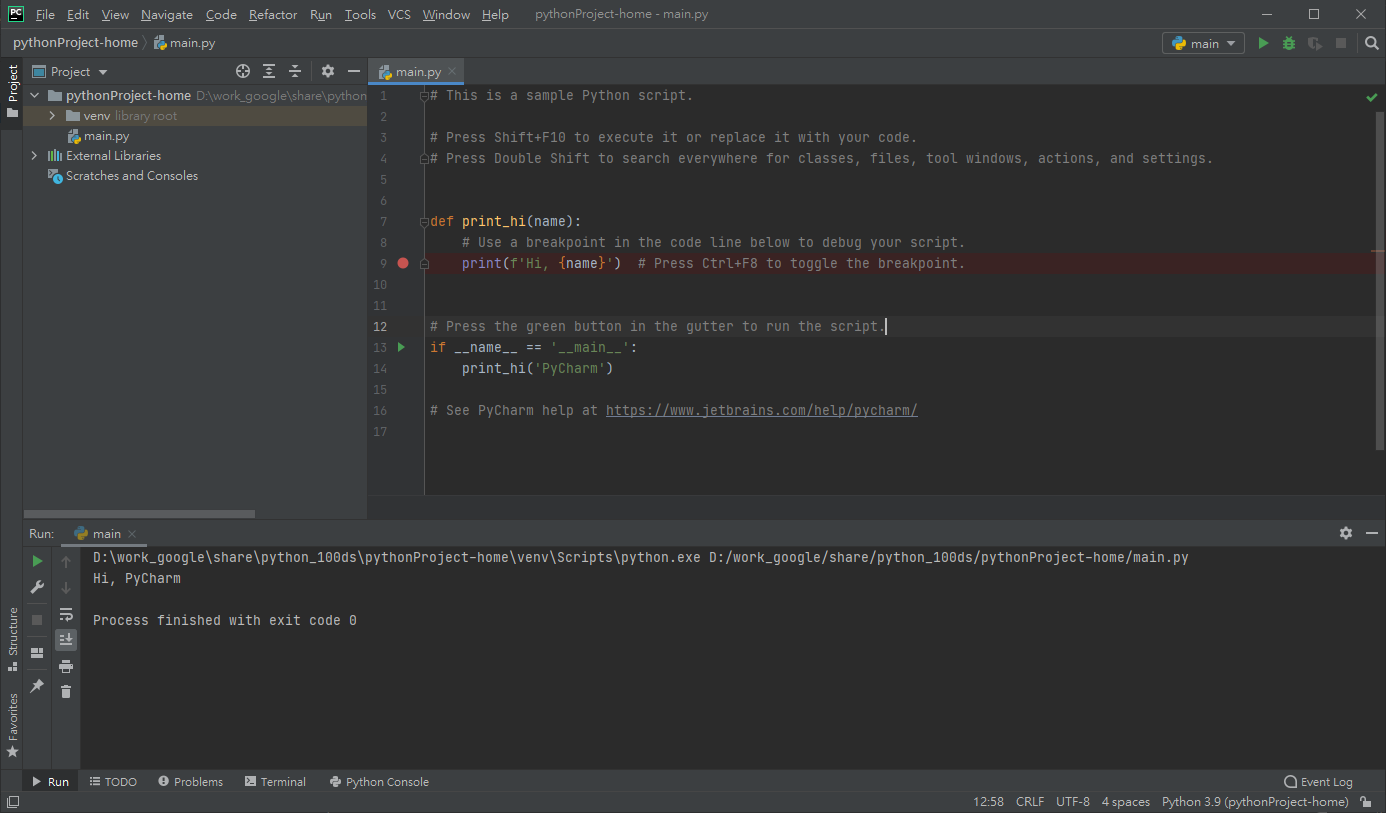 PC File Edit View Navigate Code Refactor Run Tools VCS Window Help pythonProject-home - main.py
pythonProject-home main.py main
Project
Project
main.py
pythonProject-home D:\work_google\share\python
venv library root
main.py
External Libraries
Scratches and Consoles
1 # This is a sample Python script.
2
3 # Press Shift+F10 to execute it or replace it with your code.
4 # Press Double Shift to search everywhere for classes, files, tool windows, actions, and settings.
5
6
7 def print_hi(name):
8 # Use a breakpoint in the code line below to debug your script.
9 print(f'Hi, {name}') # Press Ctrl+F8 to toggle the breakpoint.
10
11
12 # Press the green button in the gutter to run the script.
13 if __name__ == '__main__':
14 print_hi('PyCharm')
15
16 # See PyCharm help at https://www.jetbrains.com/help/pycharm/
17
Run: main
D:\work_google\share\python_100ds\pythonProject-home\venv\Scripts\python.exe D:/work_google/share/python_100ds/pythonProject-home/main.py
Hi, PyCharm
Process finished with exit code 0
Structure
Favorites
Run TODO Problems Terminal Python Console Event Log
12:58 CRLF UTF-8 4 spaces Python 3.9 (pythonProject-home)